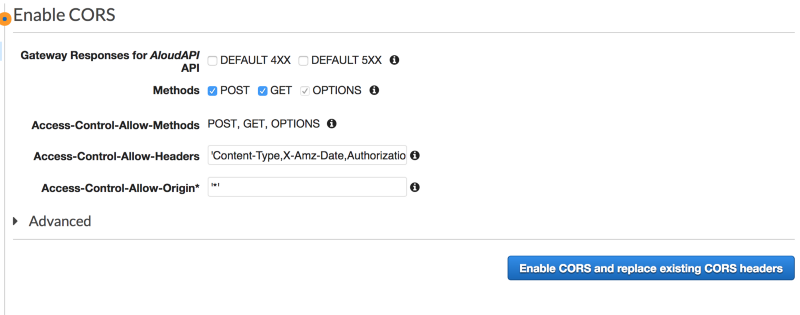 Enable CORS
Gateway Responses for AloudAPI API
DEFAULT 4XX DEFAULT 5XX
Methods POST GET OPTIONS
Access-Control-Allow-Methods POST, GET, OPTIONS
Access-Control-Allow-Headers 'Content-Type,X-Amz-Date,Authorizatio
Access-Control-Allow-Origin* '*'
Advanced
Enable CORS and replace existing CORS headers